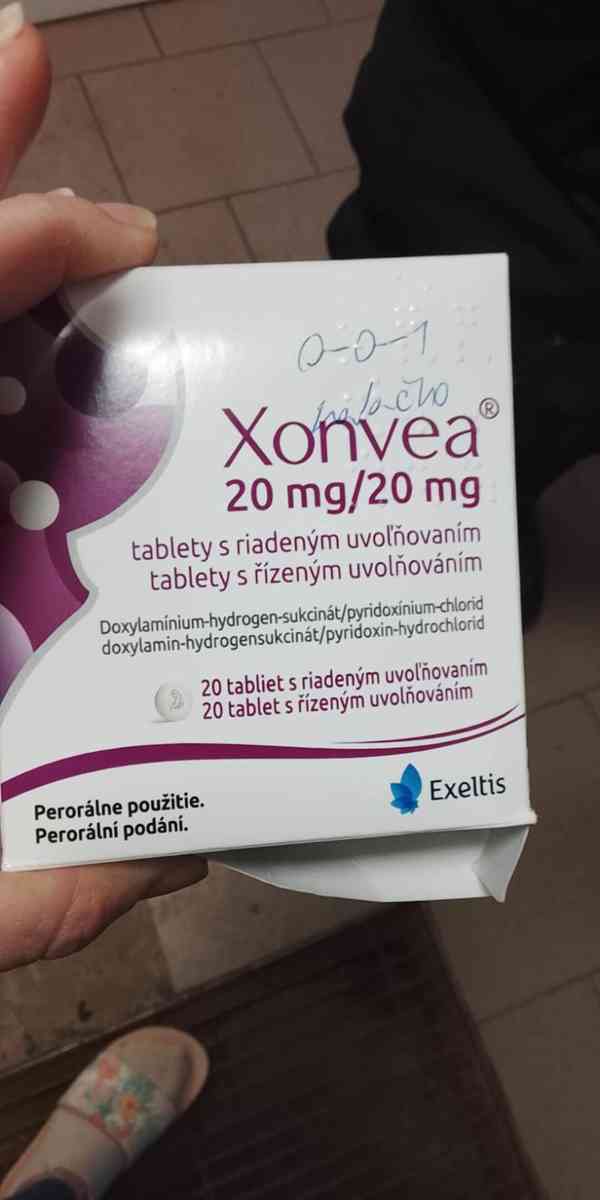 0-0-1
nalačno
Xonvea®
20 mg/20 mg
tablety s riadeným uvoľňovaním
tablety s řízeným uvolňováním
Doxylamínium-hydrogen-sukcinát/pyridoxínium-chlorid
doxylamin-hydrogensukcinát/pyridoxin-hydrochlorid
20 tabliet s riadeným uvoľňovaním
20 tablet s řízeným uvolňováním
Perorálne použitie.
Perorální podání.
Exeltis